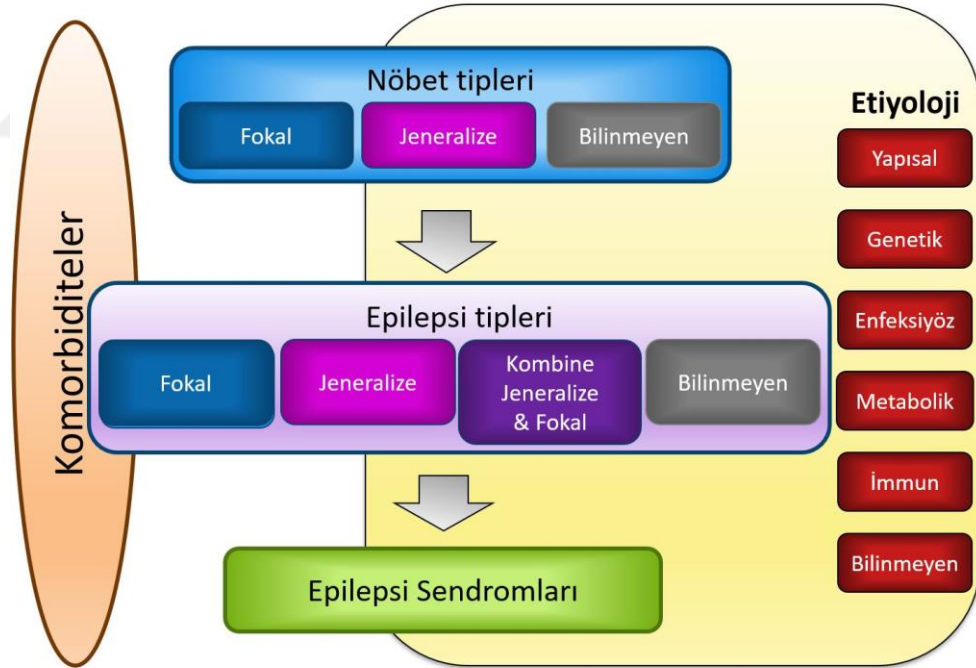 Komorbiditeler
Nöbet tipleri
Fokal
Jeneralize
Bilinmeyen
Epilepsi tipleri
Fokal
Jeneralize
Kombine
Jeneralize
& Fokal
Bilinmeyen
Epilepsi Sendromları
Etiyoloji
Yapısal
Genetik
Enfeksiyöz
Metabolik
İmmun
Bilinmeyen